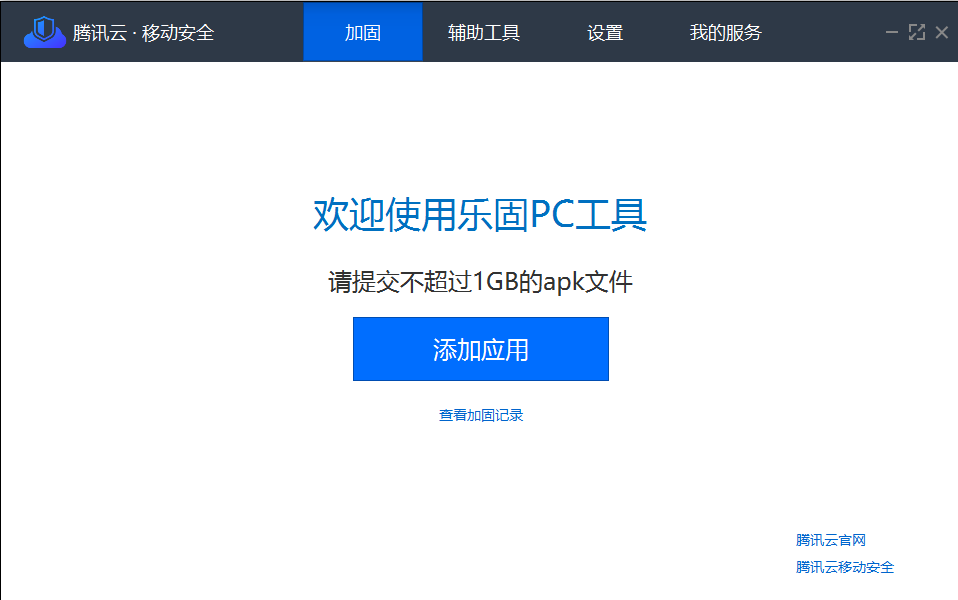 腾讯云 · 移动安全 加固 辅助工具 设置 我的服务
欢迎使用乐固PC工具
请提交不超过1GB的apk文件
添加应用
查看加固记录
腾讯云官网
腾讯云移动安全